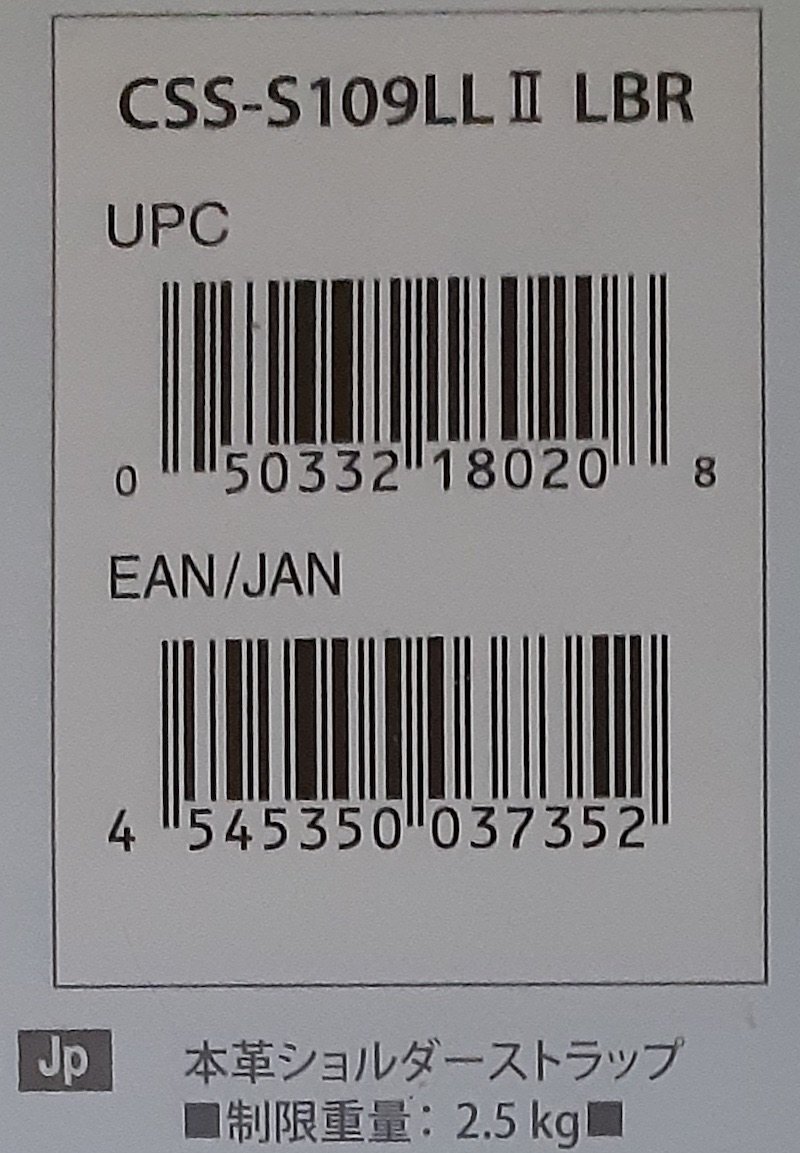 CSS-S109LLⅡ LBR
UPC
0 50332 18020 8
EAN/JAN
4 545350 037352
Jp 本革ショルダーストラップ
■制限重量：2.5 kg■